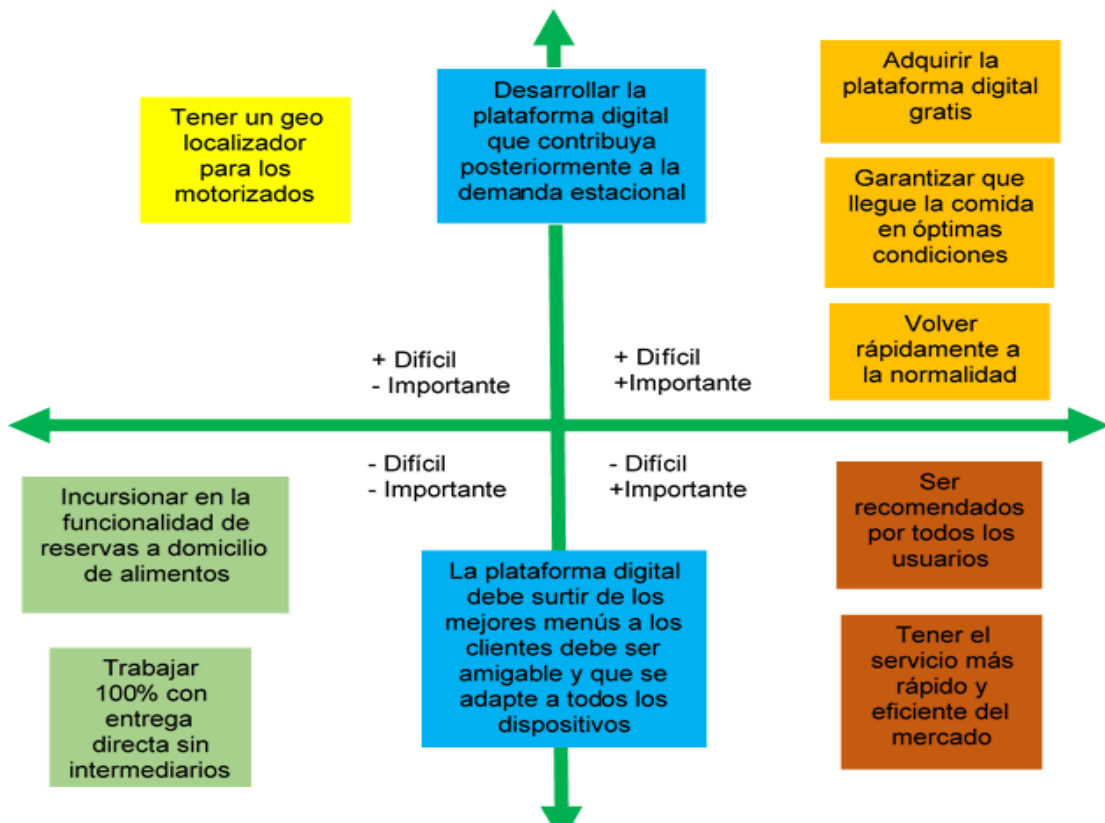 Tener un geo
localizador
para los
motorizados
Desarrollar la
plataforma digital
que contribuya
posteriormente a la
demanda estacional
Adquirir la
plataforma digital
gratis
Garantizar que
llegue la comida
en óptimas
condiciones
Volver
rápidamente a
la normalidad
+ Difícil
- Importante
+ Difícil
+Importante
- Difícil
- Importante
- Difícil
+Importante
Incursionar en la
funcionalidad de
reservas a domicilio
de alimentos
Trabajar
100% con
entrega
directa sin
intermediarios
La plataforma digital
debe surtir de los
mejores menús a los
clientes debe ser
amigable y que se
adapte a todos los
dispositivos
Ser
recomendados
por todos los
usuarios
Tener el
servicio más
rápido y
eficiente del
mercado